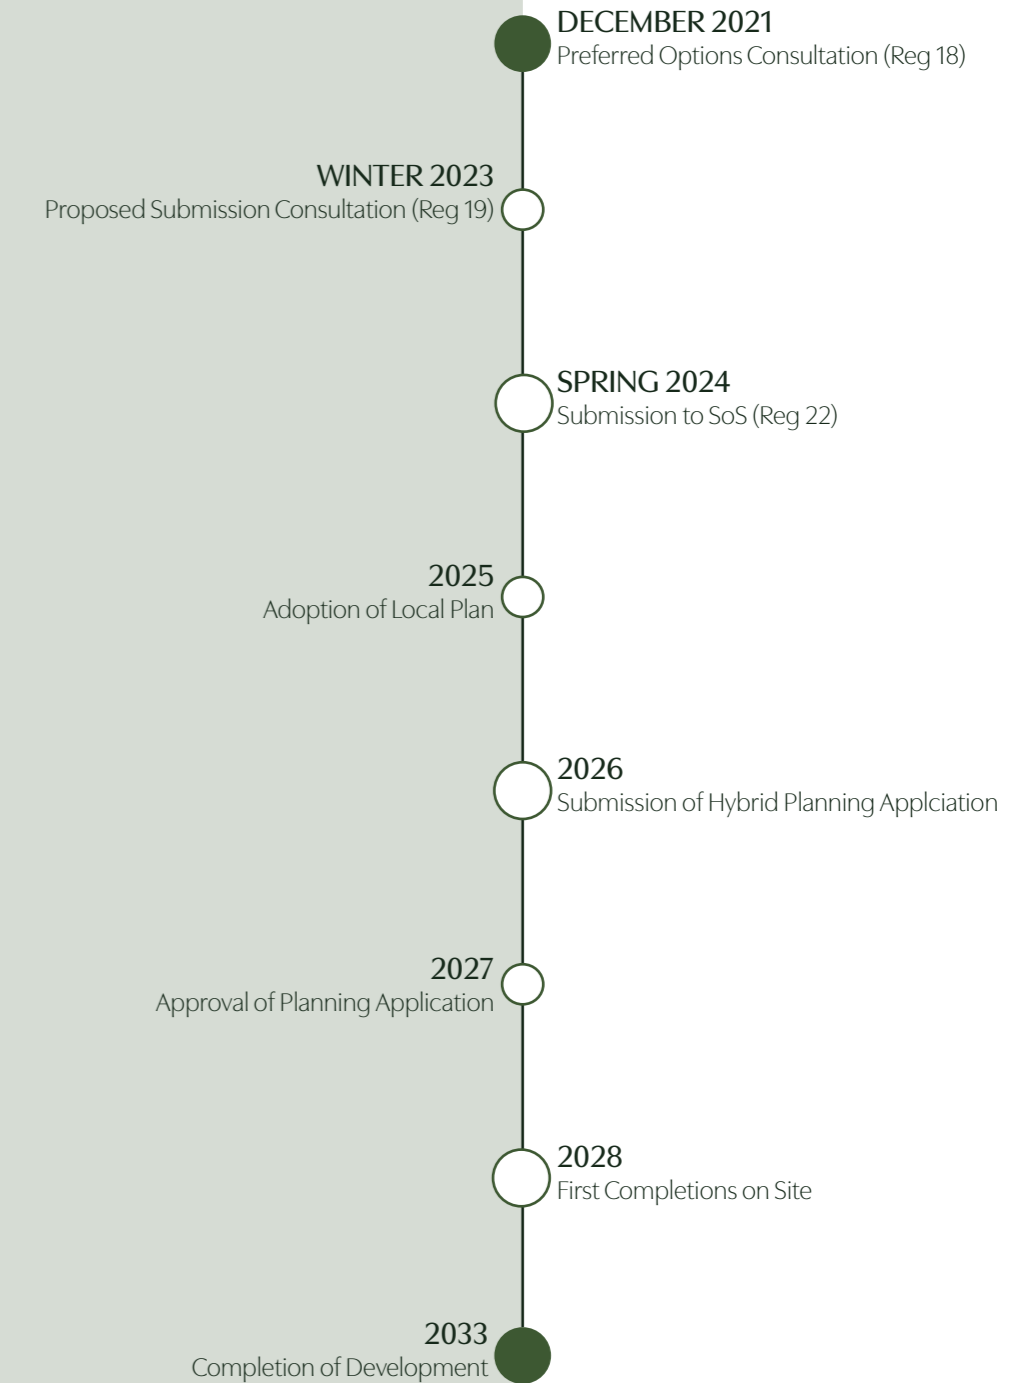 DECEMBER 2021
Preferred Options Consultation (Reg 18)
WINTER 2023
Proposed Submission Consultation (Reg 19)
SPRING 2024
Submission to SoS (Reg 22)
2025
Adoption of Local Plan
2026
Submission of Hybrid Planning Applciation
2027
Approval of Planning Application
2028
First Completions on Site
2033
Completion of Development